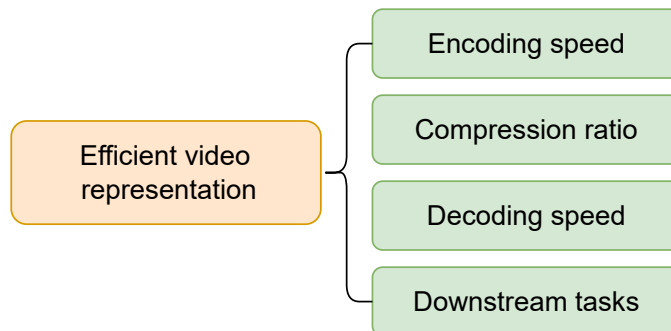 Efficient video
representation
Encoding speed
Compression ratio
Decoding speed
Downstream tasks